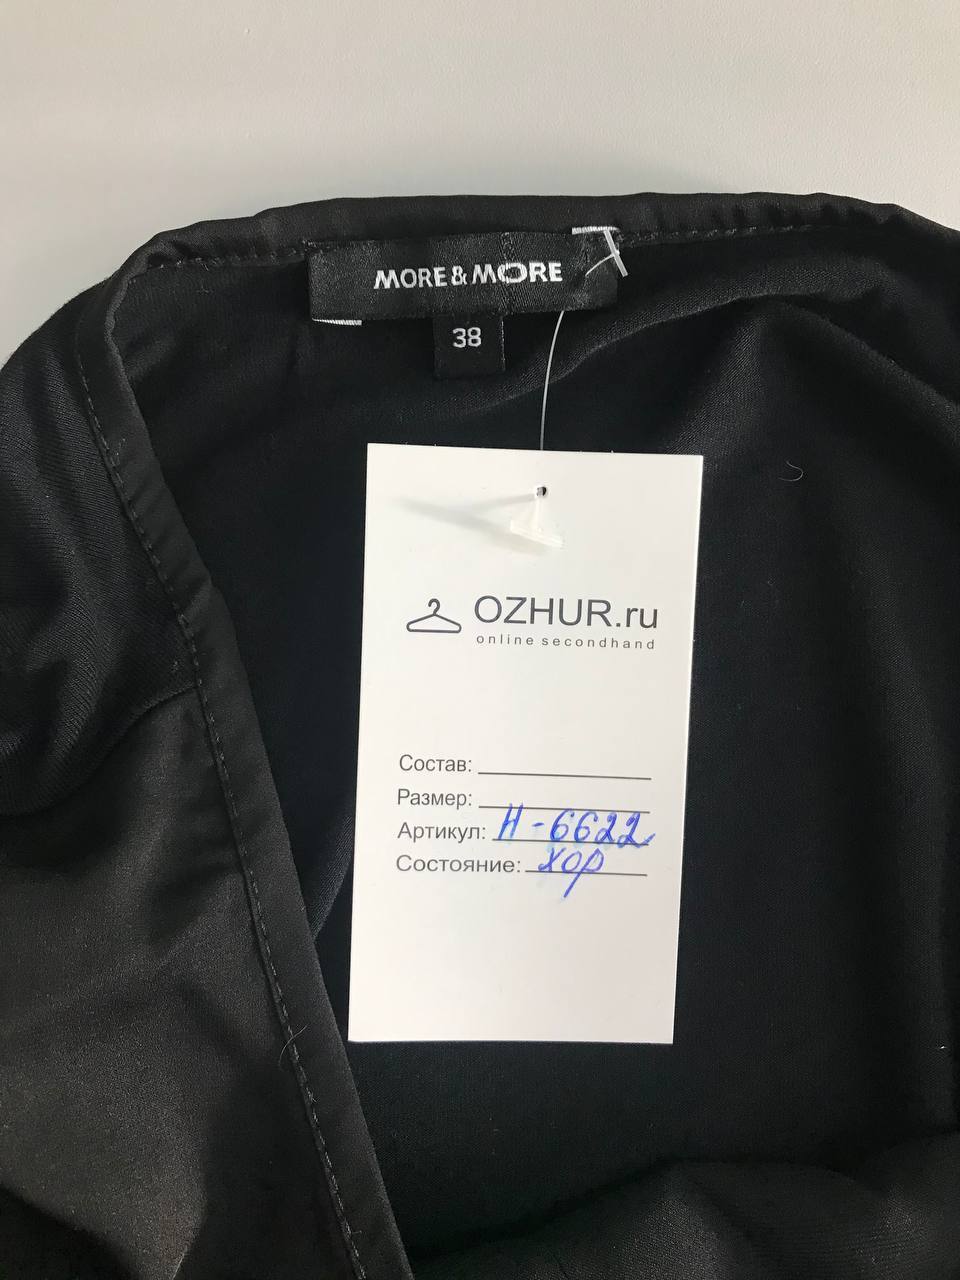 MORE & MORE
38
OZHUR.ru
online secondhand
Состав:
Размер:
Артикул: Н-6622
Состояние: хор